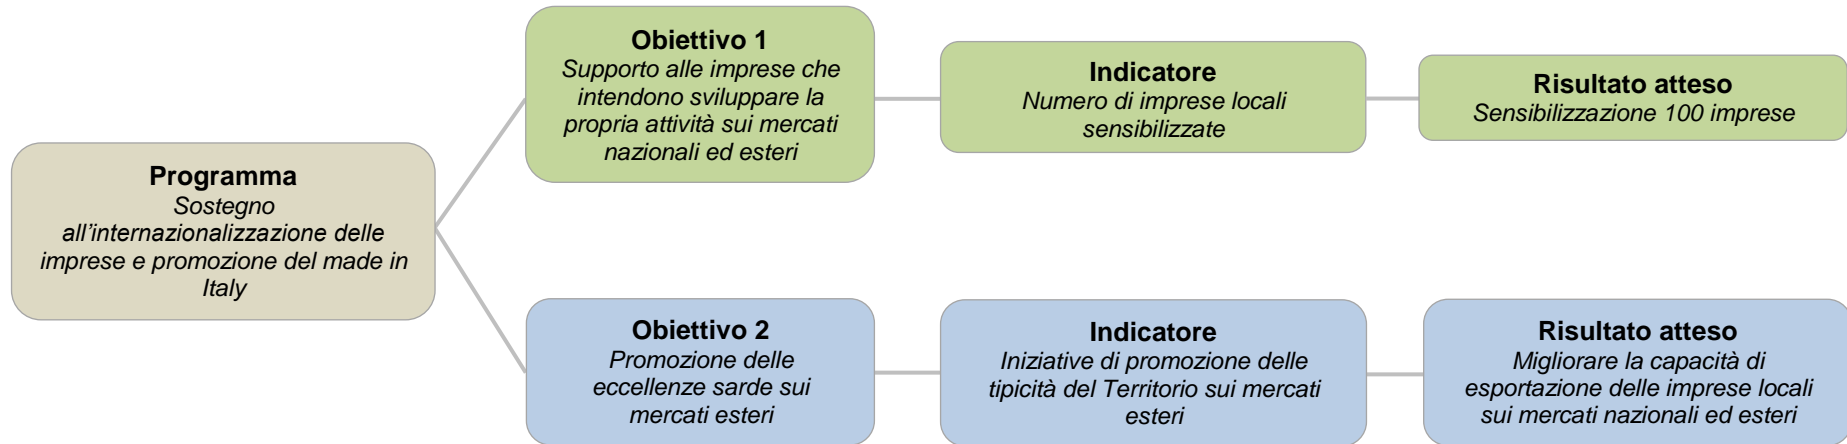 Programma
Sostegno
all’internazionalizzazione delle
imprese e promozione del made in
Italy
Obiettivo 1
Supporto alle imprese che
intendono sviluppare la
propria attività sui mercati
nazionali ed esteri
Indicatore
Numero di imprese locali
sensibilizzate
Risultato atteso
Sensibilizzazione 100 imprese
Obiettivo 2
Promozione delle
eccellenze sarde sui
mercati esteri
Indicatore
Iniziative di promozione delle
tipicità del Territorio sui mercati
esteri
Risultato atteso
Migliorare la capacità di
esportazione delle imprese locali
sui mercati nazionali ed esteri